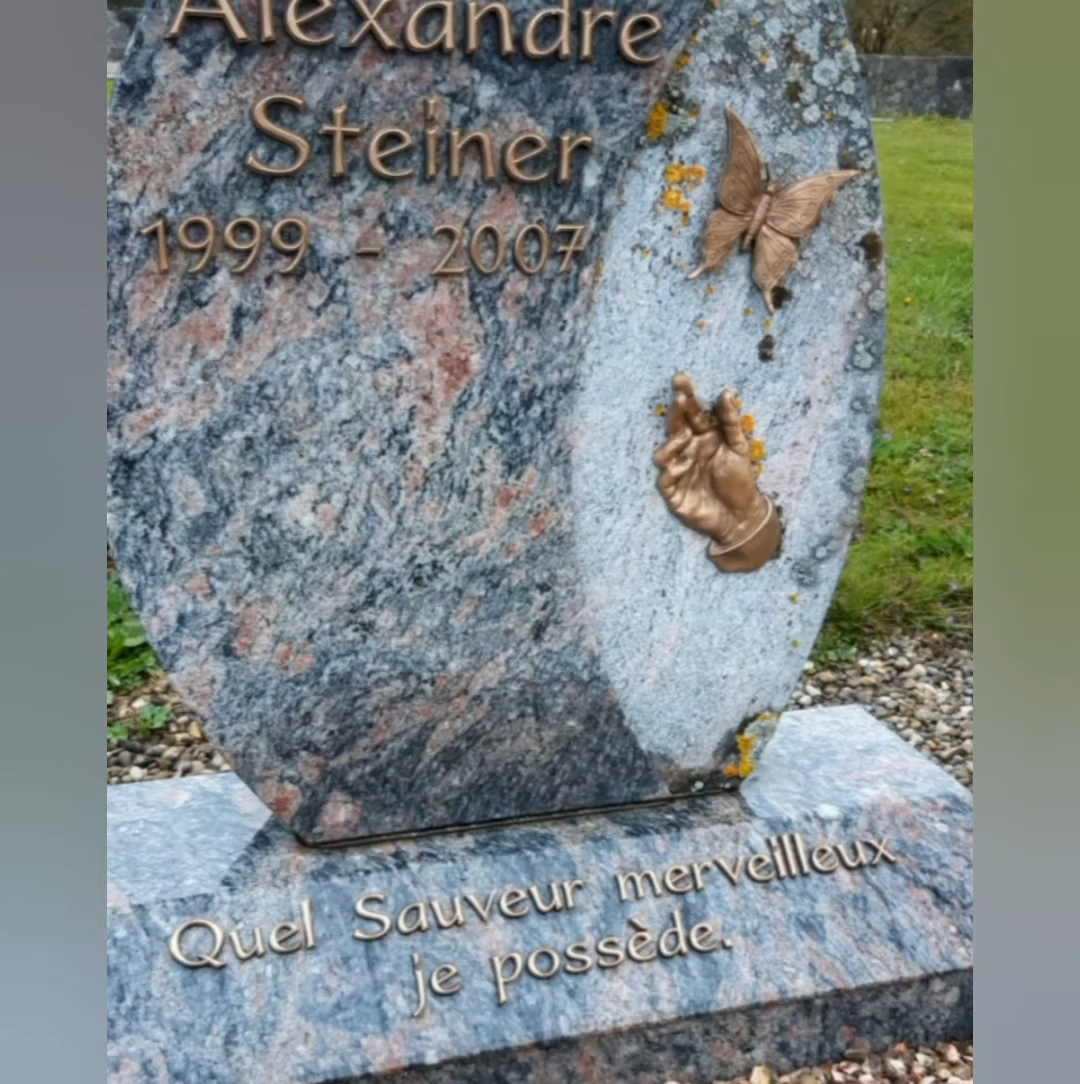 Alexandre
Steiner
1999 - 2007
Quel Sauveur merveilleux
je possède.